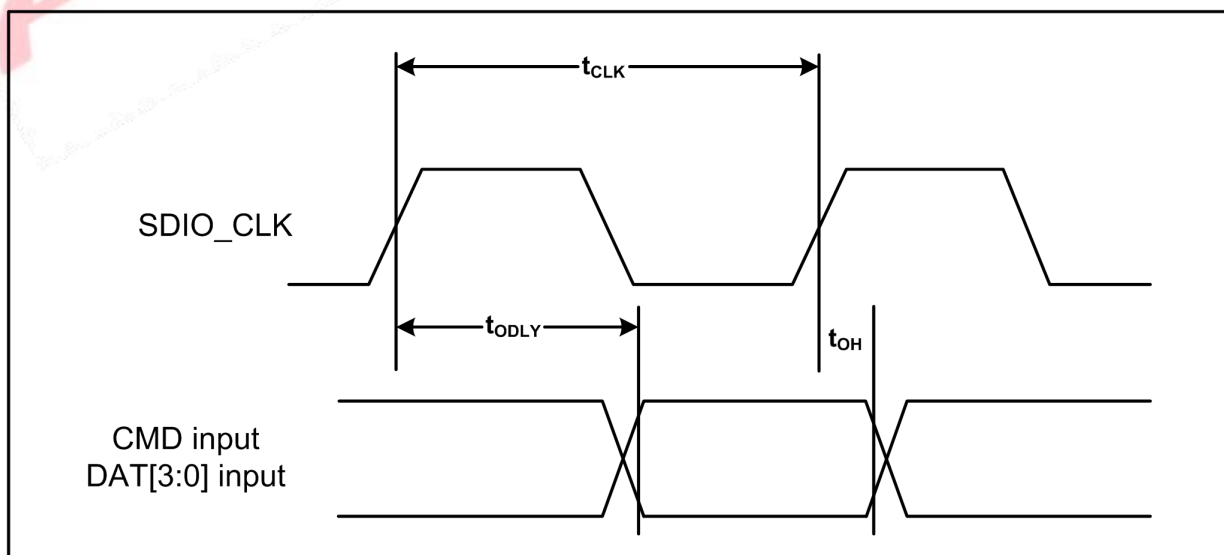 tCLK
SDIO_CLK
tODLY
tOH
CMD input
DAT[3:0] input